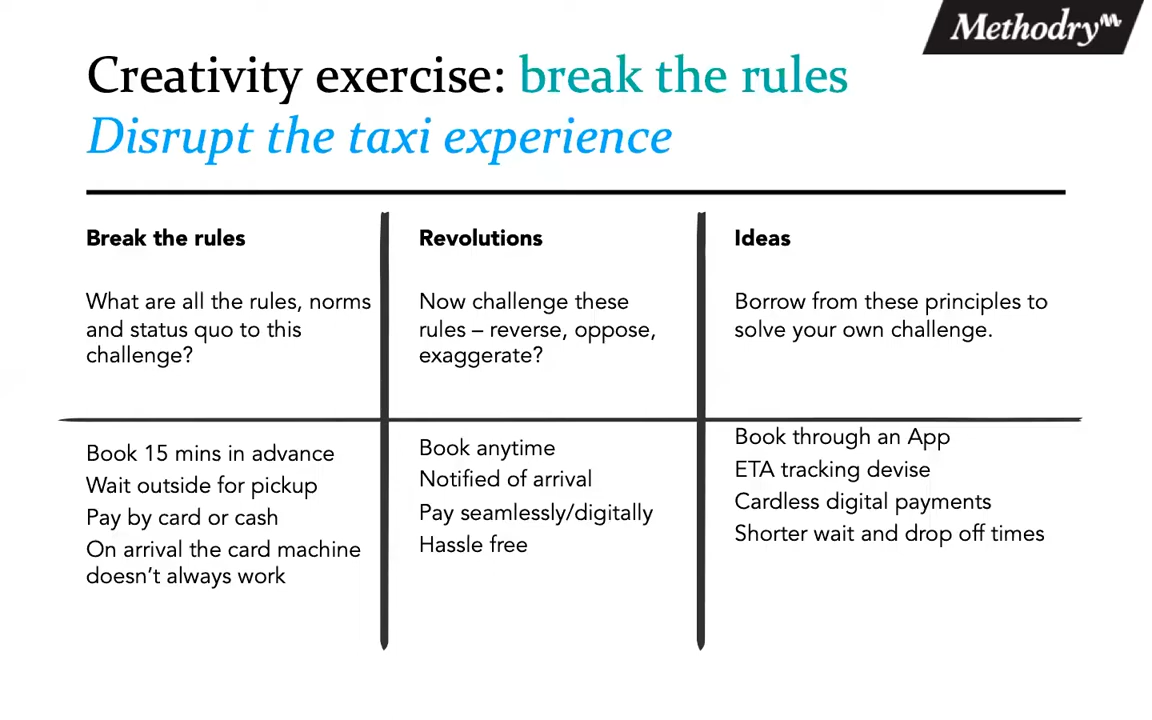 Methodry
Creativity exercise: break the rules
Disrupt the taxi experience
Break the rules
What are all the rules, norms
and status quo to this
challenge?
Revolutions
Now challenge these
rules – reverse, oppose,
exaggerate?
Ideas
Borrow from these principles to
solve your own challenge.
Book 15 mins in advance
Wait outside for pickup
Pay by card or cash
On arrival the card machine
doesn’t always work
Book anytime
Notified of arrival
Pay seamlessly/digitally
Hassle free
Book through an App
ETA tracking devise
Cardless digital payments
Shorter wait and drop off times